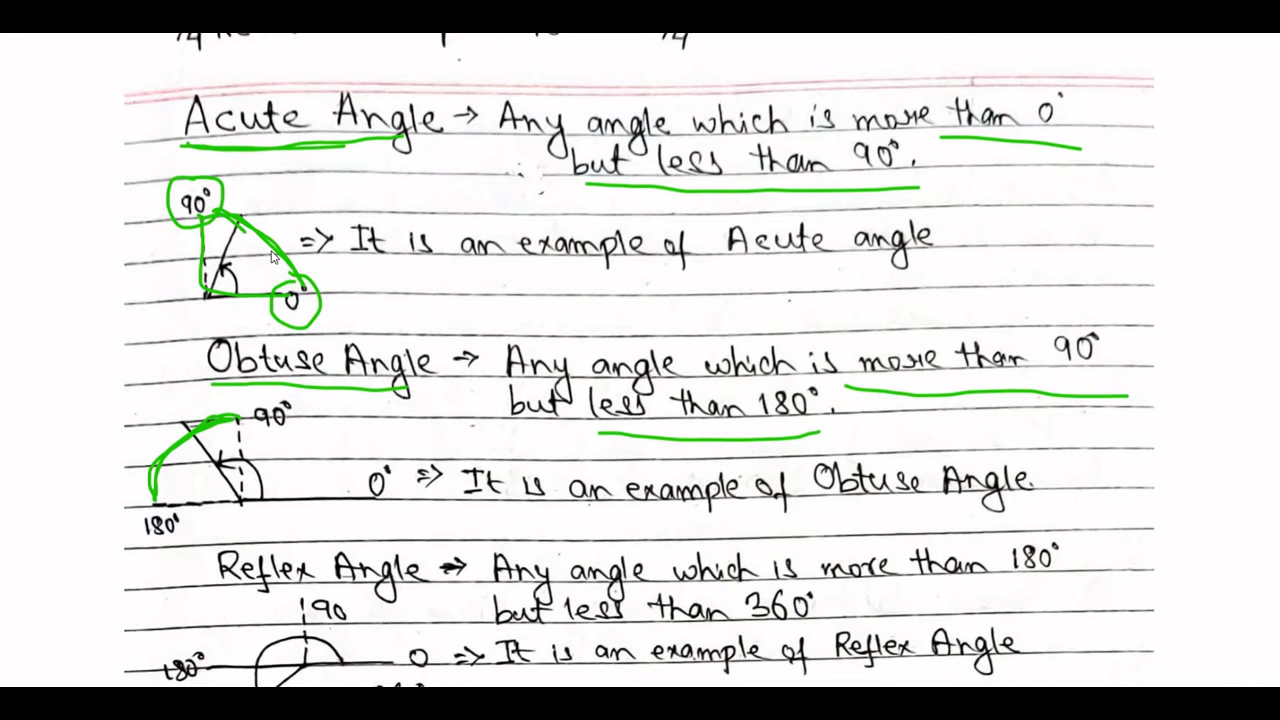 Acute Angle → Any angle which is more than 0°
but less than 90°.
90°
⇒ It is an example of Acute angle
0°
Obtuse Angle → Any angle which is more than 90°
but less than 180°.
90°
0° ⇒ It is an example of Obtuse Angle.
180°
Reflex Angle → Any angle which is more than 180°
but less than 360°
90
180° 0 ⇒ It is an example of Reflex Angle